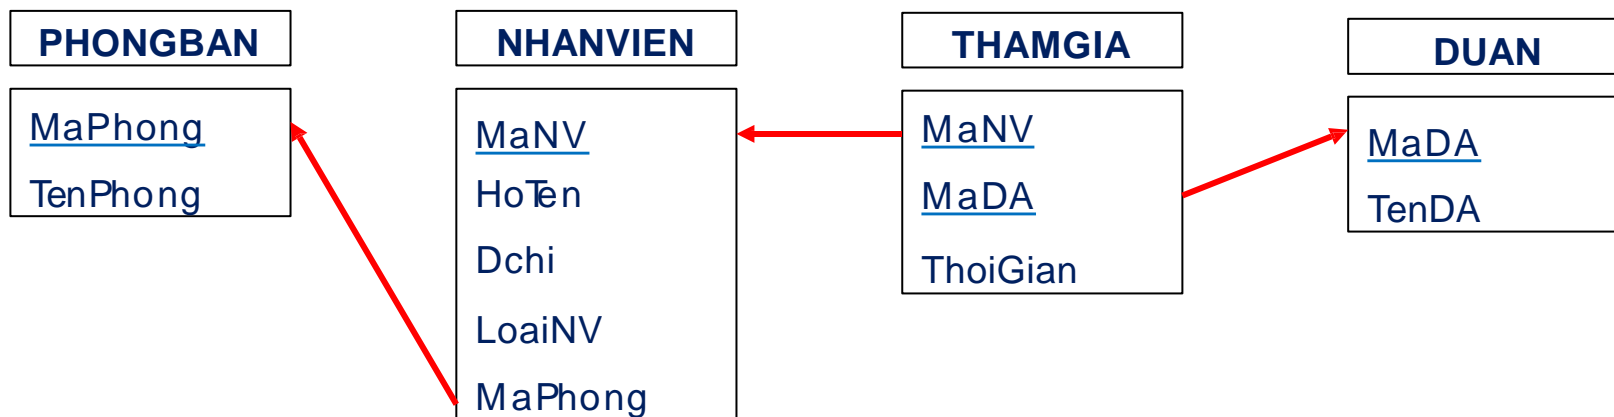 PHONGBAN
MaPhong
TenPhong
NHANVIEN
MaNV
HoTen
Dchi
LoaiNV
MaPhong
THAMGIA
MaNV
MaDA
ThoiGian
DUAN
MaDA
TenDA